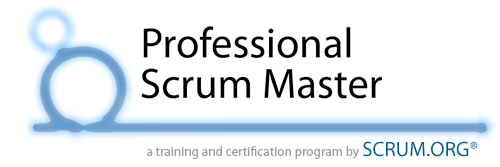 Professional
Scrum Master
a training and certification program by SCRUM.ORG®